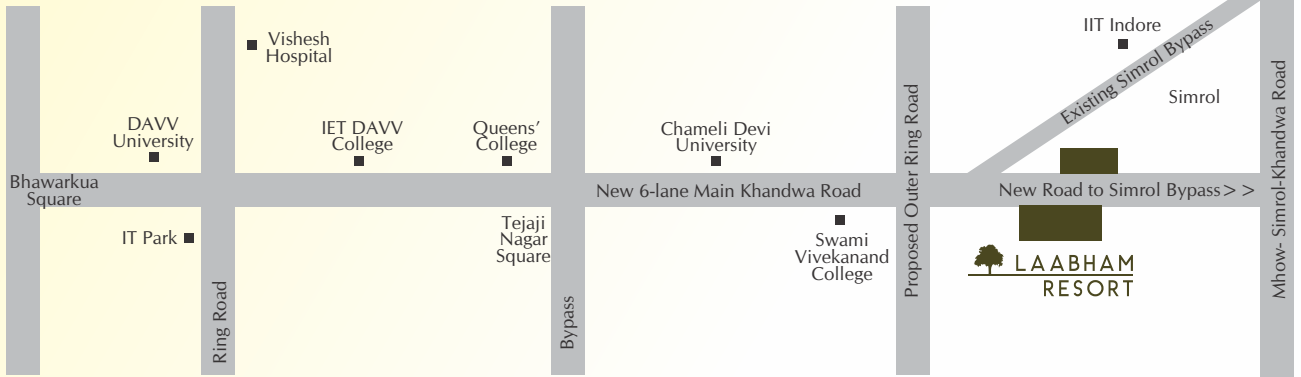 Vishesh
Hospital
IIT Indore
Existing Simrol Bypass
Simrol
DAVV
University
IET DAVV
College
Queens’
College
Chameli Devi
University
Bhawarkua
Square
New 6-lane Main Khandwa Road
New Road to Simrol Bypass>>
IT Park
Tejaji
Nagar
Square
Swami
Vivekanand
College
Ring Road
Bypass
Proposed Outer Ring Road
Mhow- Simrol-Khandwa Road
LAABHAM
RESORT